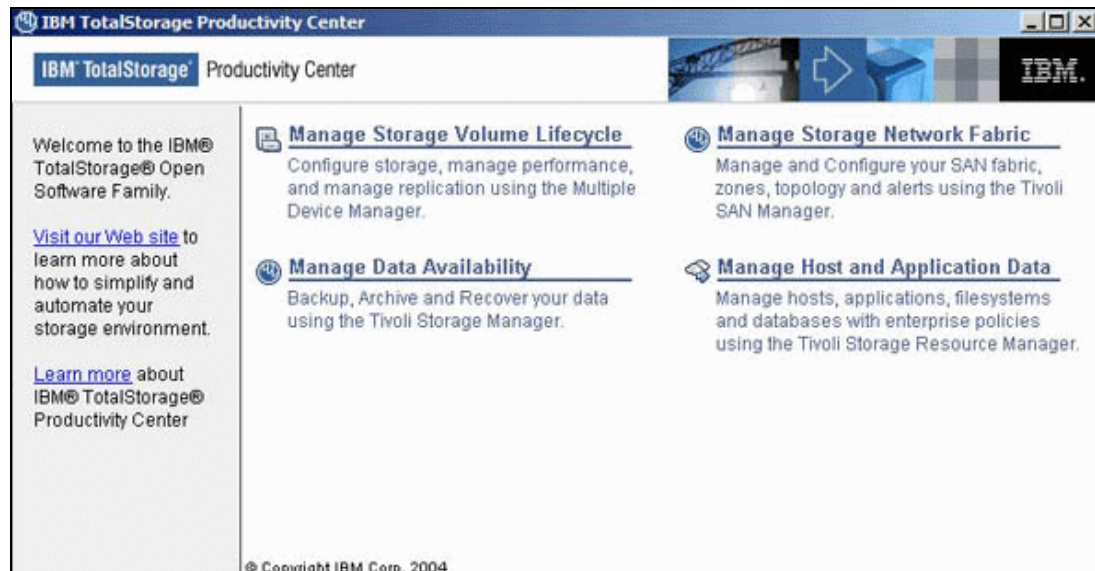 IBM TotalStorage Productivity Center
IBM® TotalStorage® Productivity Center
IBM.
Welcome to the IBM®
TotalStorage® Open
Software Family.
Visit our Web site to
learn more about
how to simplify and
automate your
storage environment.
Learn more about
IBM® TotalStorage®
Productivity Center
Manage Storage Volume Lifecycle
Configure storage, manage performance,
and manage replication using the Multiple
Device Manager.
Manage Data Availability
Backup, Archive and Recover your data
using the Tivoli Storage Manager.
Manage Storage Network Fabric
Manage and Configure your SAN fabric,
zones, topology and alerts using the Tivoli
SAN Manager.
Manage Host and Application Data
Manage hosts, applications, filesystems
and databases with enterprise policies
using the Tivoli Storage Resource Manager.
© Copyright IBM Corp. 2004